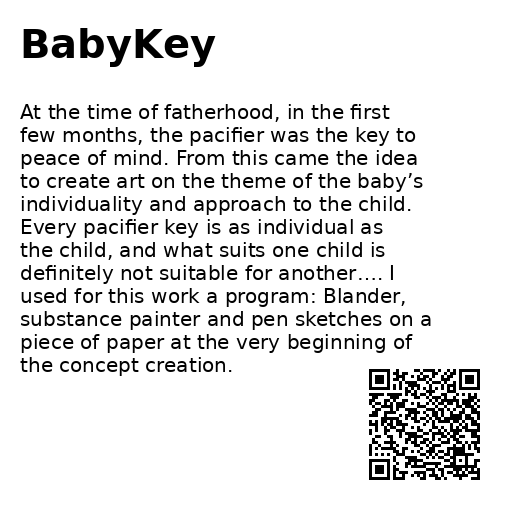 BabyKey
At the time of fatherhood, in the first
few months, the pacifier was the key to
peace of mind. From this came the idea
to create art on the theme of the baby’s
individuality and approach to the child.
Every pacifier key is as individual as
the child, and what suits one child is
definitely not suitable for another.... I
used for this work a program: Blander,
substance painter and pen sketches on a
piece of paper at the very beginning of
the concept creation.